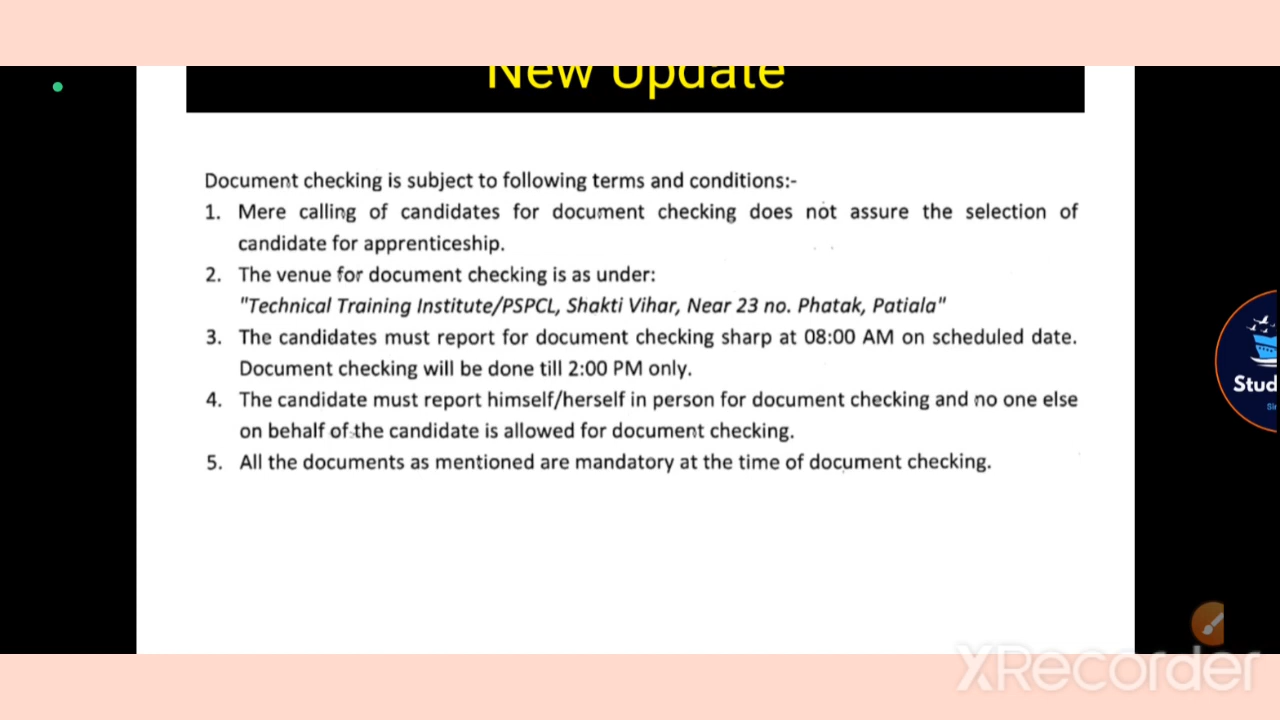 New Update
Document checking is subject to following terms and conditions:-
1. Mere calling of candidates for document checking does not assure the selection of
candidate for apprenticeship.
2. The venue for document checking is as under:
"Technical Training Institute/PSPCL, Shakti Vihar, Near 23 no. Phatak, Patiala"
3. The candidates must report for document checking sharp at 08:00 AM on scheduled date.
Document checking will be done till 2:00 PM only.
4. The candidate must report himself/herself in person for document checking and no one else
on behalf of the candidate is allowed for document checking.
5. All the documents as mentioned are mandatory at the time of document checking.
Stud
XRecorder